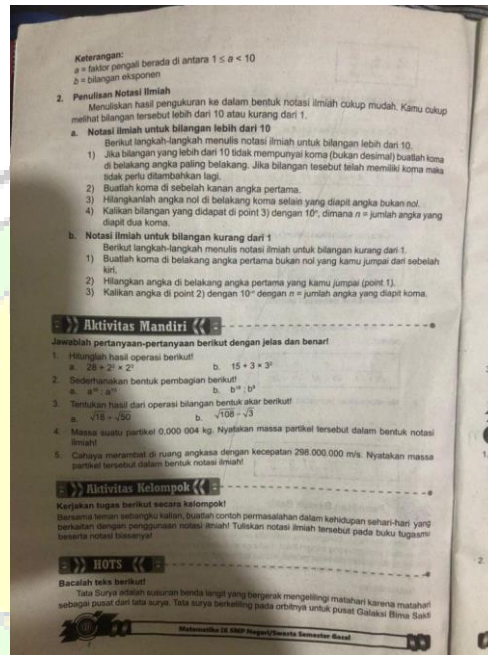 Keterangan:
a = faktor pengali berada di antara 1 ≤ a < 10
b = bilangan eksponen
2. Penulisan Notasi Ilmiah
Menuliskan hasil pengukuran ke dalam bentuk notasi ilmiah cukup mudah. Kamu cukup
melihat bilangan tersebut lebih dari 10 atau kurang dari 1.
a. Notasi ilmiah untuk bilangan lebih dari 10
Berikut langkah-langkah menulis notasi ilmiah untuk bilangan lebih dari 10.
1) Jika bilangan yang lebih dari 10 tidak mempunyai koma (bukan desimal) buatlah koma
di belakang angka paling belakang. Jika bilangan tesebut telah memiliki koma maka
tidak perlu ditambahkan lagi.
2) Buatlah koma di sebelah kanan angka pertama.
3) Hilangkanlah angka nol di belakang koma selain yang diapit angka bukan nol.
4) Kalikan bilangan yang didapat di point 3) dengan 10ⁿ, dimana n = jumlah angka yang
diapit dua koma.
b. Notasi ilmiah untuk bilangan kurang dari 1
Berikut langkah-langkah menulis notasi ilmiah untuk bilangan kurang dari 1.
1) Buatlah koma di belakang angka pertama bukan nol yang kamu jumpai dari sebelah
kiri.
2) Hilangkan angka di belakang angka pertama yang kamu jumpai (point 1).
3) Kalikan angka di point 2) dengan 10⁻ⁿ dengan n = jumlah angka yang diapit koma.
Aktivitas Mandiri
Jawablah pertanyaan-pertanyaan berikut dengan jelas dan benar!
1. Hitunglah hasil operasi berikut!
a. 28 + 2² × 2³ b. 15 + 3 × 3²
2. Sederhanakan bentuk pembagian berikut!
a. b.
3. Tentukan hasil dari operasi bilangan bentuk akar berikut!
a. √18 + √50 b. √108 - √3
4. Massa suatu partikel 0.000 004 kg. Nyatakan massa partikel tersebut dalam bentuk notasi
ilmiah!
5. Cahaya merambat di ruang angkasa dengan kecepatan 298.000.000 m/s. Nyatakan massa
partikel tersebut dalam bentuk notasi ilmiah!
Aktivitas Kelompok
Kerjakan tugas berikut secara kelompok!
Bersama teman sebangku kalian, buatlah contoh permasalahan dalam kehidupan sehari-hari yang
berkaitan dengan penggunaan notasi ilmiah! Tuliskan notasi ilmiah tersebut pada buku tugasmu
beserta notasi biasanya!
HOTS
Bacalah teks berikut!
Tata Surya adalah susunan benda langit yang bergerak mengelilingi matahari karena matahari
sebagai pusat dari tata surya. Tata surya berkeliling pada orbitnya untuk pusat Galaksi Bima Sakti
Matematika IX SMP Negeri/Swasta Semester Gasal